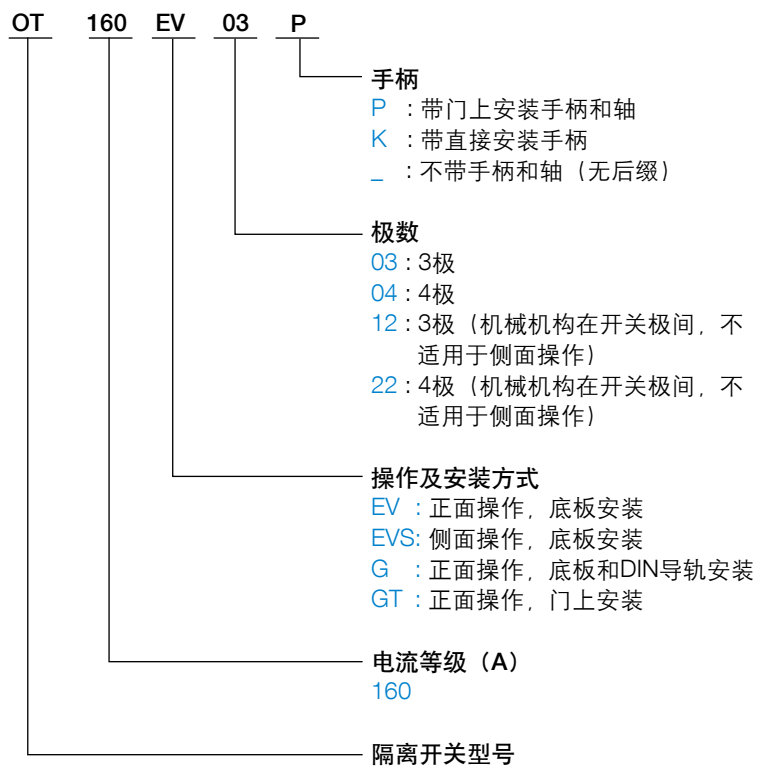 OT 160 EV 03 P
手柄
P : 带门上安装手柄和轴
K : 带直接安装手柄
_ : 不带手柄和轴（无后缀）
极数
03 : 3极
04 : 4极
12 : 3极（机械机构在开关极间，不
适用于侧面操作）
22 : 4极（机械机构在开关极间，不
适用于侧面操作）
操作及安装方式
EV : 正面操作，底板安装
EVS: 侧面操作，底板安装
G : 正面操作，底板和DIN导轨安装
GT : 正面操作，门上安装
电流等级（A）
160
隔离开关型号